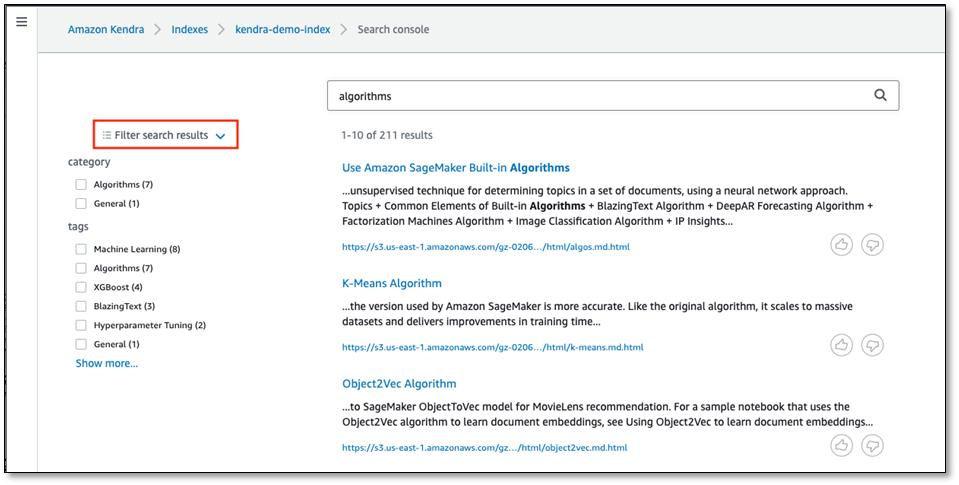 Amazon Kendra > Indexes > kendra-demo-index > Search console
algorithms
Filter search results
1-10 of 211 results
category
Algorithms (7)
General (1)
tags
Machine Learning (8)
Algorithms (7)
XGBoost (4)
BlazingText (3)
Hyperparameter Tuning (2)
General (1)
Show more...
Use Amazon SageMaker Built-in Algorithms
...unsupervised technique for determining topics in a set of documents, using a neural network approach.
Topics + Common Elements of Built-in Algorithms + BlazingText Algorithm + DeepAR Forecasting Algorithm +
Factorization Machines Algorithm + Image Classification Algorithm + IP Insights...
https://s3.us-east-1.amazonaws.com/gz-0206.../html/algos.md.html
K-Means Algorithm
...the version used by Amazon SageMaker is more accurate. Like the original algorithm, it scales to massive
datasets and delivers improvements in training time...
https://s3.us-east-1.amazonaws.com/gz-0206.../html/k-means.md.html
Object2Vec Algorithm
...to SageMaker ObjectToVec model for MovieLens recommendation. For a sample notebook that uses the
Object2Vec algorithm to learn document embeddings, see Using Object2Vec to learn document embeddings...
https://s3.us-east-1.amazonaws.com/gz.../html/object2vec.md.html